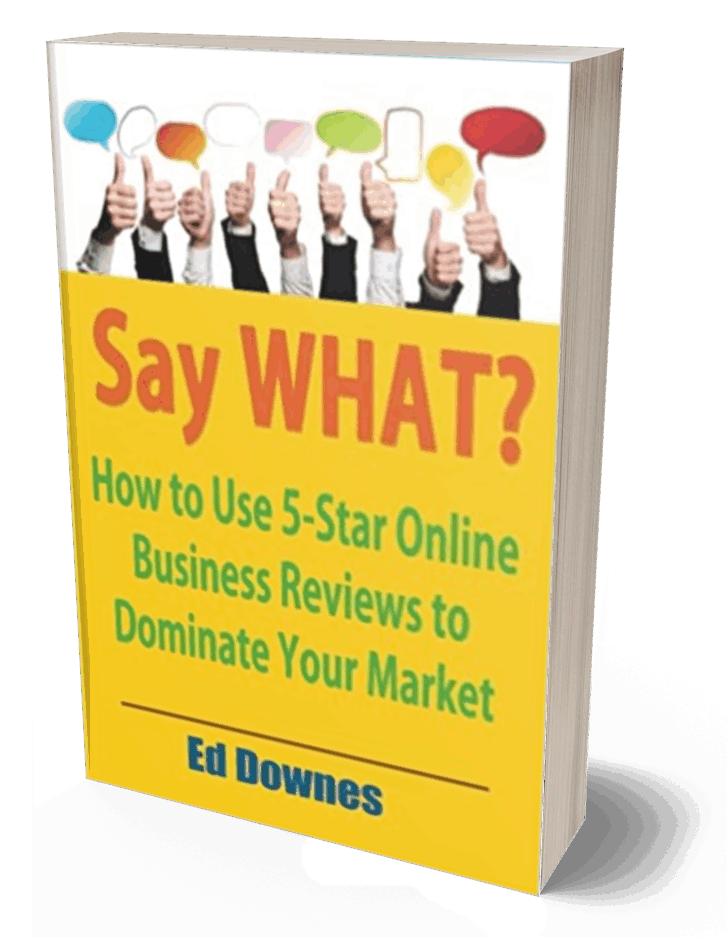 Say WHAT?
How to Use 5-Star Online
Business Reviews to
Dominate Your Market
Ed Downes